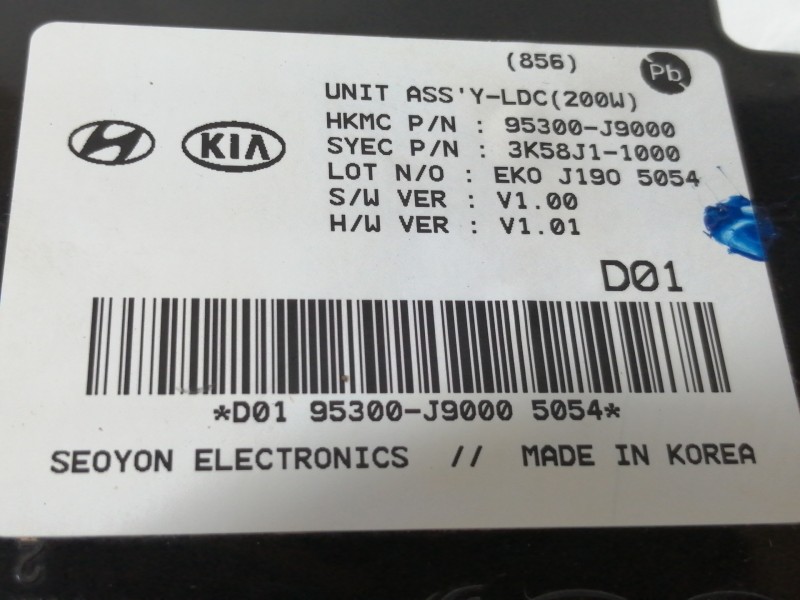 (856)
Pb
UNIT ASS'Y-LDC(200W)
KIA
HKMC P/N : 95300-J9000
SYEC P/N : 3K58J1-1000
LOT N/O : EKO J190 5054
S/W VER : V1.00
H/W VER : V1.01
D01
*D01 95300-J9000 5054*
SEOYON ELECTRONICS // MADE IN KOREA
2